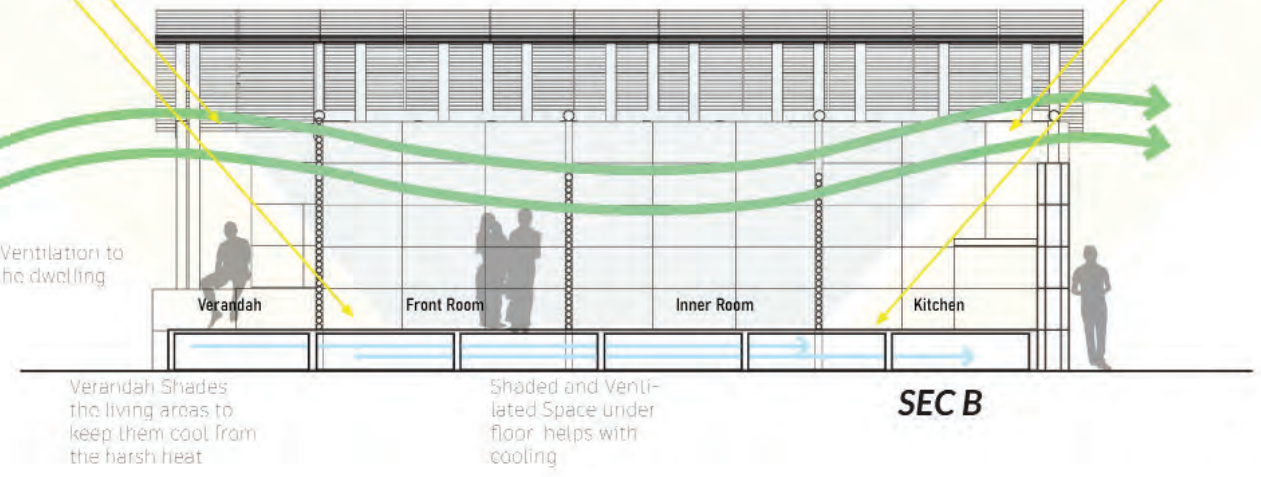 Ventilation to
he dwelling
Verandah
Front Room
Inner Room
Kitchen
Verandah Shades
the living areas to
keep them cool from
the harsh heat
Shaded and Venti-
lated Space under
floor helps with
cooling
SEC B